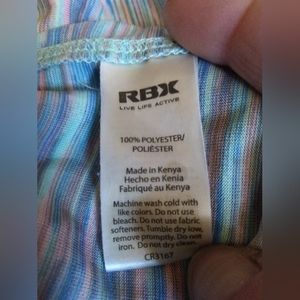 RBX
LIVE LIFE ACTIVE
100% POLYESTER/
POLIÉSTER
Made in Kenya
Hecho en Kenia
Fabriqué au Kenya
Machine wash cold with
like colors. Do not use
bleach. Do not use fabric
softeners. Tumble dry low,
remove promptly. Do not
iron. Do not dry clean.
CR3167